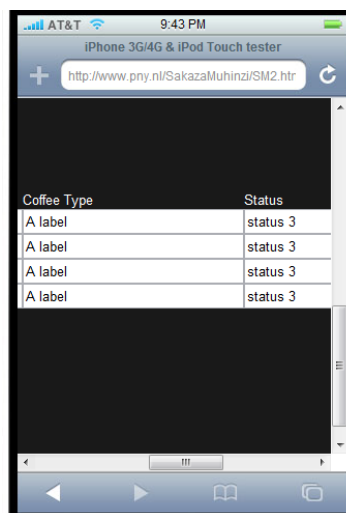 AT&T 9:43 PM
iPhone 3G/4G & iPod Touch tester
http://www.pny.nl/SakazaMuhinzi/SM2.htr
Coffee Type Status
A label status 3
A label status 3
A label status 3
A label status 3